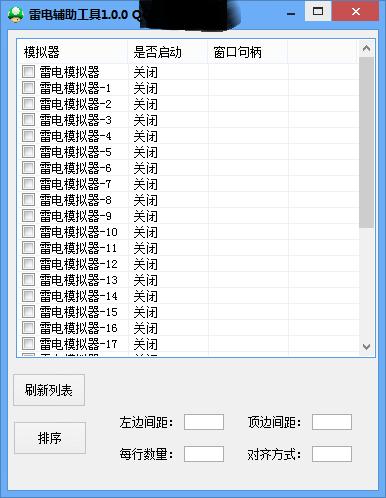 雷电辅助工具1.0.0 Q
模拟器 是否启动 窗口句柄
雷电模拟器 关闭
雷电模拟器-1 关闭
雷电模拟器-2 关闭
雷电模拟器-3 关闭
雷电模拟器-4 关闭
雷电模拟器-5 关闭
雷电模拟器-6 关闭
雷电模拟器-7 关闭
雷电模拟器-8 关闭
雷电模拟器-9 关闭
雷电模拟器-10 关闭
雷电模拟器-11 关闭
雷电模拟器-12 关闭
雷电模拟器-13 关闭
雷电模拟器-14 关闭
雷电模拟器-15 关闭
雷电模拟器-16 关闭
雷电模拟器-17 关闭
刷新列表
左边间距： 顶边间距：
排序
每行数量： 对齐方式：